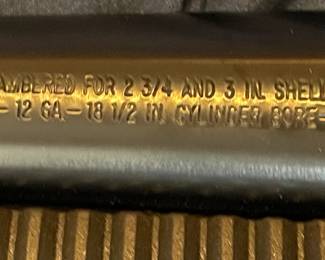 AMBERED FOR 2 3/4 AND 3 IN. SHELL
- 12 GA - 18 1/2 IN. CYLINDER BORE -